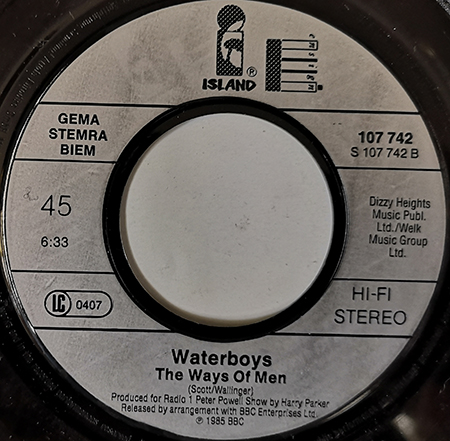 ISLAND ®
GEMA
STEMRA
BIEM
107 742
S 107 742 B
45
6:33
Dizzy Heights
Music Publ.
Ltd./Welk
Music Group
Ltd.
LC 0407
HI-FI
STEREO
Waterboys
The Ways Of Men
(Scott/Wallinger)
Produced for Radio 1 Peter Powell Show by Harry Parker
Released by arrangement with BBC Enterprises Ltd.
℗ 1985 BBC